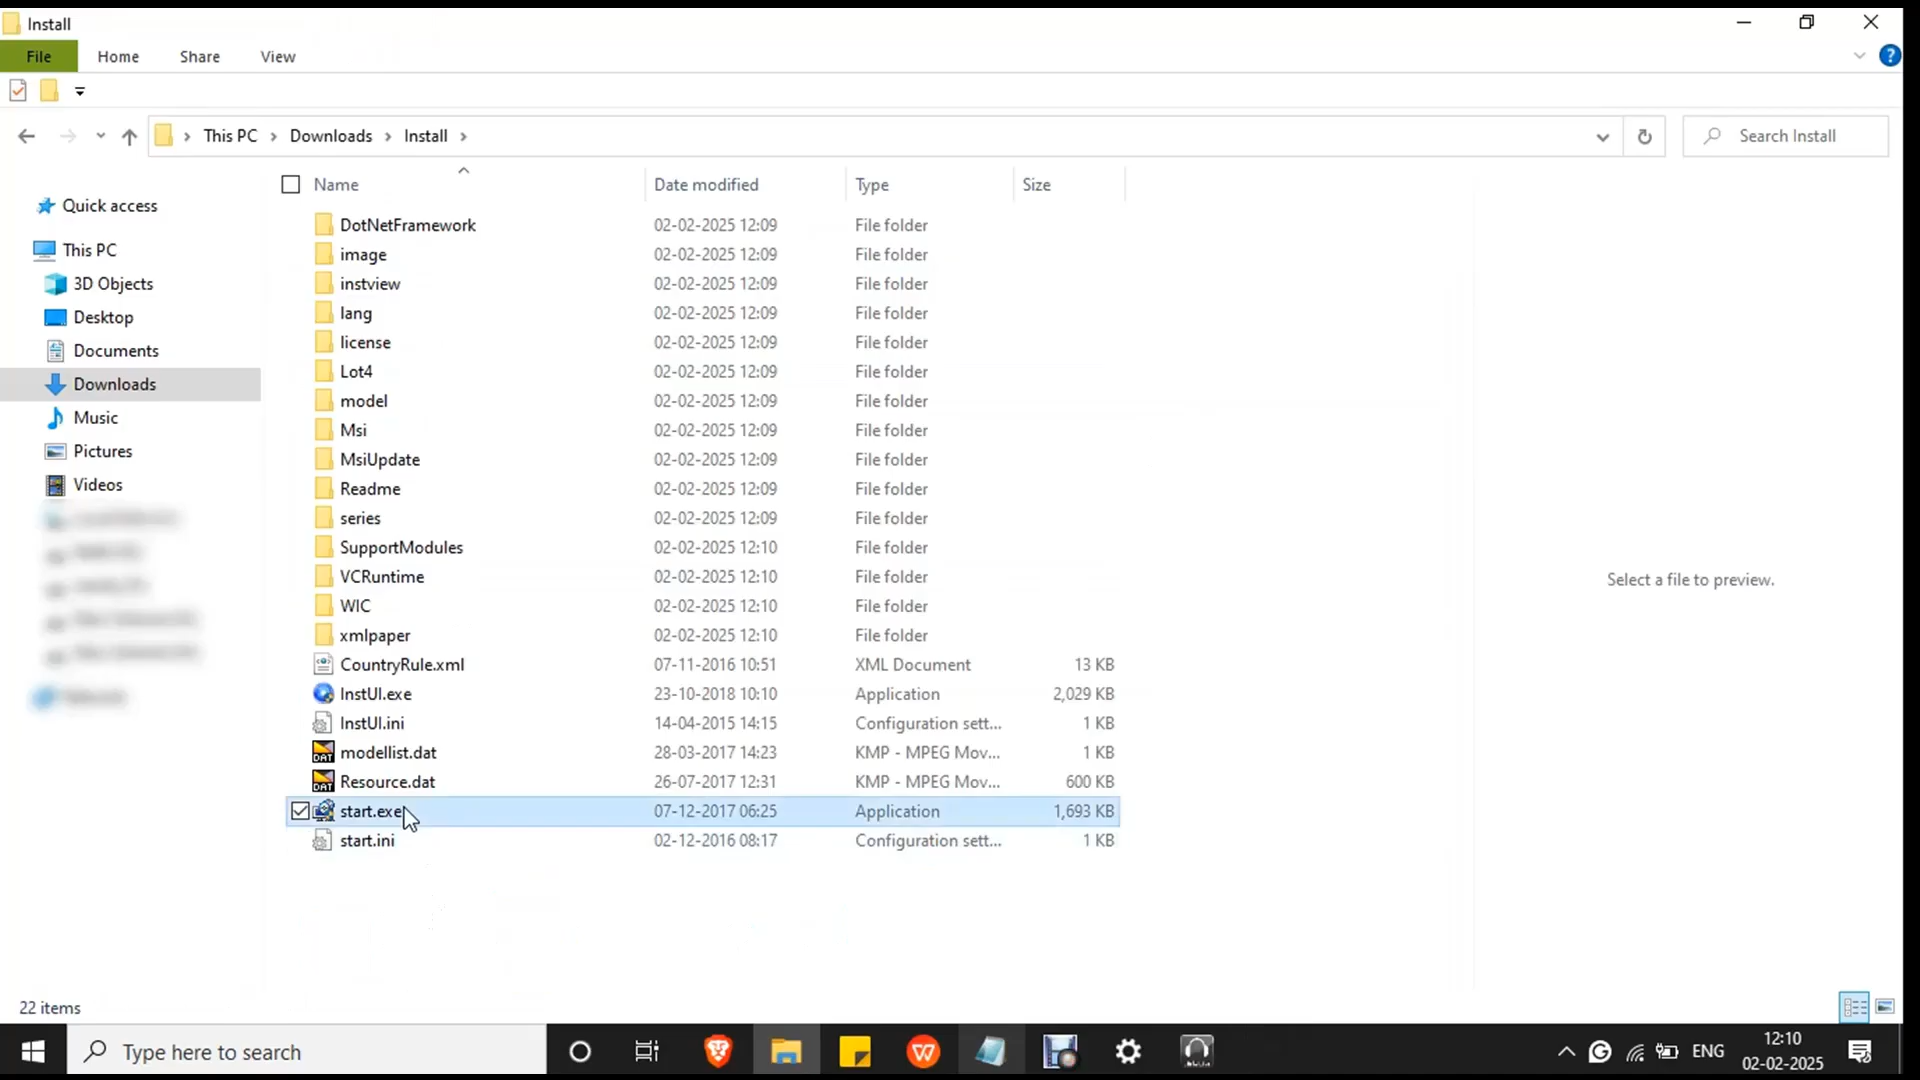 Install
File Home Share View
This PC Downloads Install
Search Install
Name Date modified Type Size
Quick access
This PC
3D Objects
Desktop
Documents
Downloads
Music
Pictures
Videos
DotNetFramework 02-02-2025 12:09 File folder
image 02-02-2025 12:09 File folder
instview 02-02-2025 12:09 File folder
lang 02-02-2025 12:09 File folder
license 02-02-2025 12:09 File folder
Lot4 02-02-2025 12:09 File folder
model 02-02-2025 12:09 File folder
Msi 02-02-2025 12:09 File folder
MsiUpdate 02-02-2025 12:09 File folder
Readme 02-02-2025 12:09 File folder
series 02-02-2025 12:09 File folder
SupportModules 02-02-2025 12:10 File folder
VCRuntime 02-02-2025 12:10 File folder
WIC 02-02-2025 12:10 File folder
xmlpaper 02-02-2025 12:10 File folder
CountryRule.xml 07-11-2016 10:51 XML Document 13 KB
InstUI.exe 23-10-2018 10:10 Application 2,029 KB
InstUI.ini 14-04-2015 14:15 Configuration sett... 1 KB
modellist.dat 28-03-2017 14:23 KMP - MPEG Mov... 1 KB
Resource.dat 26-07-2017 12:31 KMP - MPEG Mov... 600 KB
start.exe 07-12-2017 06:25 Application 1,693 KB
start.ini 02-12-2016 08:17 Configuration sett... 1 KB
Select a file to preview.
22 items
Type here to search
ENG
12:10
02-02-2025